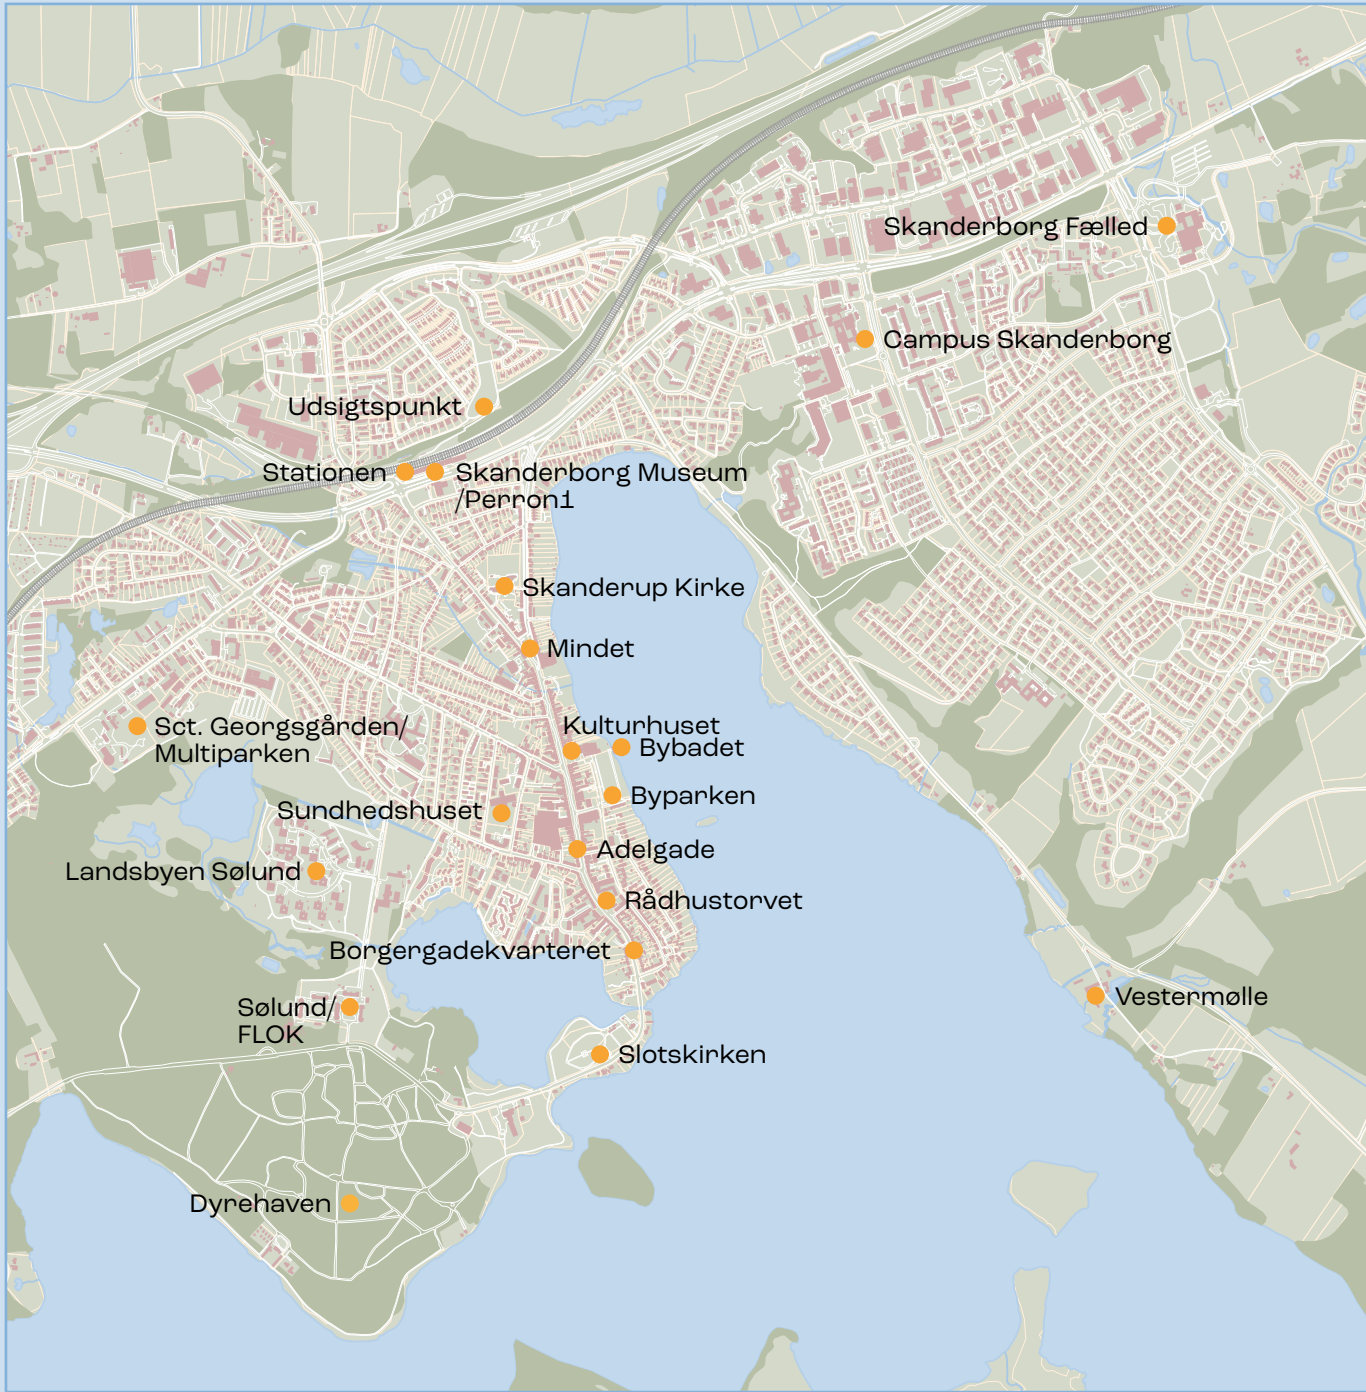 Skanderborg Fælled
Campus Skanderborg
Udsigtspunkt
Stationen
Skanderborg Museum
/Perron1
Skanderup Kirke
Mindet
Sct. Georgsgården/
Multiparken
Kulturhuset
Bybadet
Byparken
Sundhedshuset
Adelgade
Landsbyen Sølund
Rådhustorvet
Borgergadekvarteret
Sølund/
FLOK
Vestermølle
Slotskirken
Dyrehaven